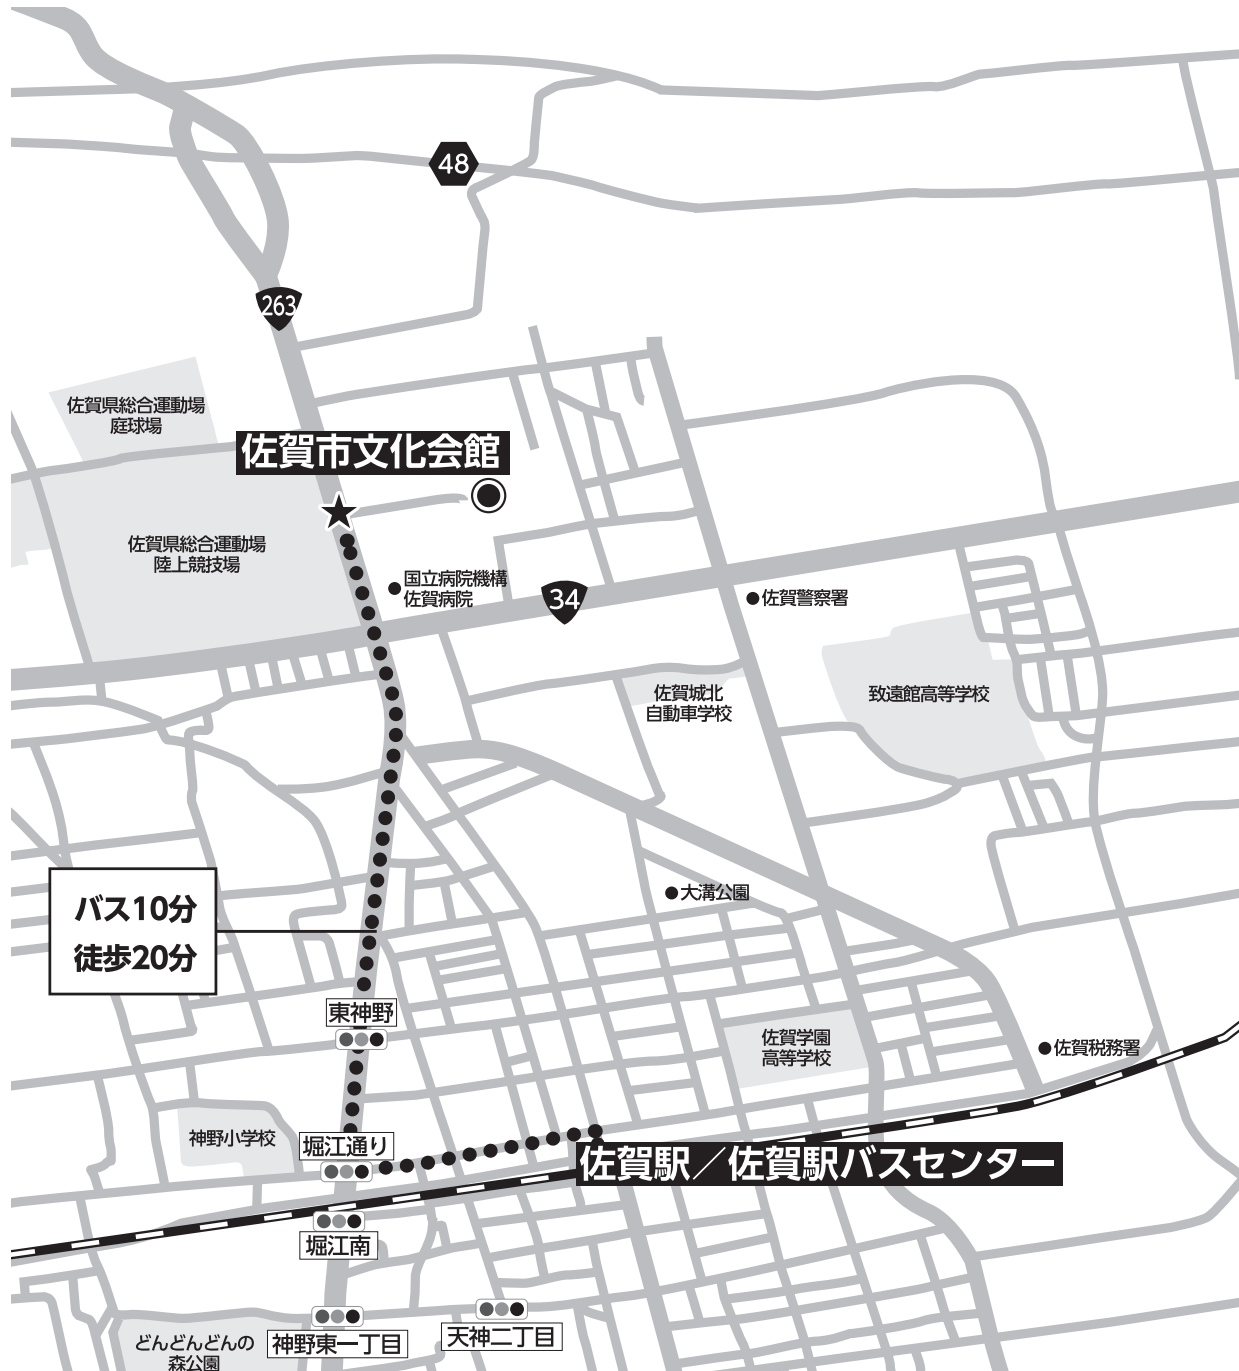 48
263
佐賀県総合運動場
庭球場
佐賀市文化会館
佐賀県総合運動場
陸上競技場
国立病院機構
佐賀病院
34
佐賀警察署
佐賀城北
自動車学校
致遠館高等学校
大溝公園
バス10分
徒歩20分
東神野
佐賀学園
高等学校
佐賀税務署
神野小学校
堀江通り
佐賀駅／佐賀駅バスセンター
堀江南
どんどんどんの
森公園
神野東一丁目
天神二丁目